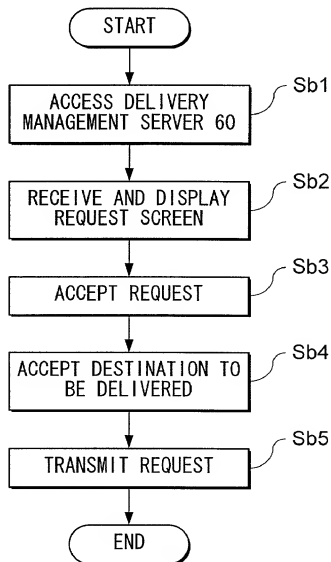 START
Sb1
ACCESS DELIVERY
MANAGEMENT SERVER 60
Sb2
RECEIVE AND DISPLAY
REQUEST SCREEN
Sb3
ACCEPT REQUEST
Sb4
ACCEPT DESTINATION TO
BE DELIVERED
Sb5
TRANSMIT REQUEST
END